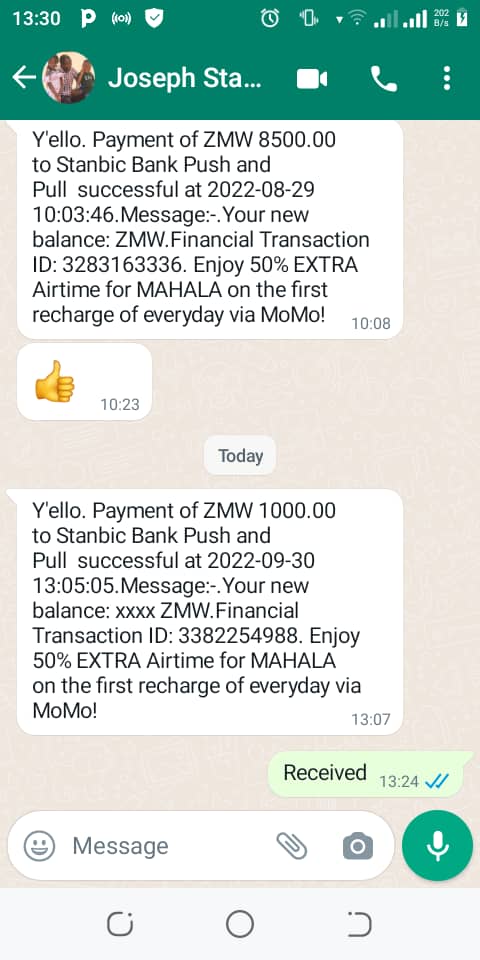 13:30
202
B/s
Joseph Sta...
Y'ello. Payment of ZMW 8500.00
to Stanbic Bank Push and
Pull  successful at 2022-08-29
10:03:46.Message:-.Your new
balance: ZMW.Financial Transaction
ID: 3283163336. Enjoy 50% EXTRA
Airtime for MAHALA on the first
recharge of everyday via MoMo!
10:08
10:23
Today
Y'ello. Payment of ZMW 1000.00
to Stanbic Bank Push and
Pull  successful at 2022-09-30
13:05:05.Message:-.Your new
balance: xxxx ZMW.Financial
Transaction ID: 3382254988. Enjoy
50% EXTRA Airtime for MAHALA
on the first recharge of everyday via
MoMo!
13:07
Received 13:24
Message